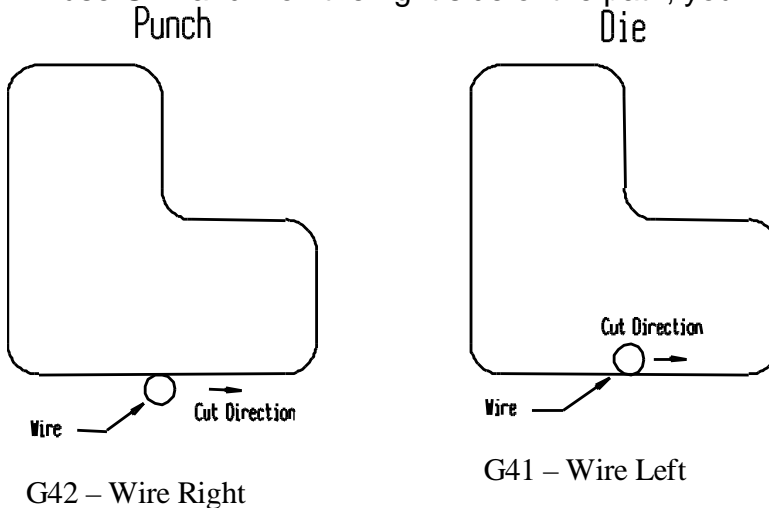 Punch
Die
Cut Direction
Wire
Cut Direction
Wire
G42 – Wire Right
G41 – Wire Left